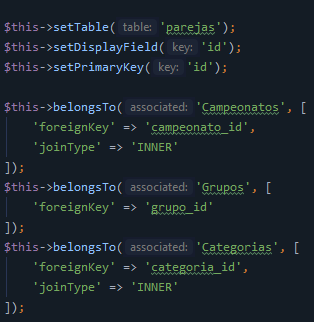 $this->setTable( table: 'parejas');
$this->setDisplayField( key: 'id');
$this->setPrimaryKey( key: 'id');
$this->belongsTo( associated: 'Campeonatos', [
'foreignKey' => 'campeonato_id',
'joinType' => 'INNER'
]);
$this->belongsTo( associated: 'Grupos', [
'foreignKey' => 'grupo_id'
]);
$this->belongsTo( associated: 'Categorias', [
'foreignKey' => 'categoria_id',
'joinType' => 'INNER'
]);